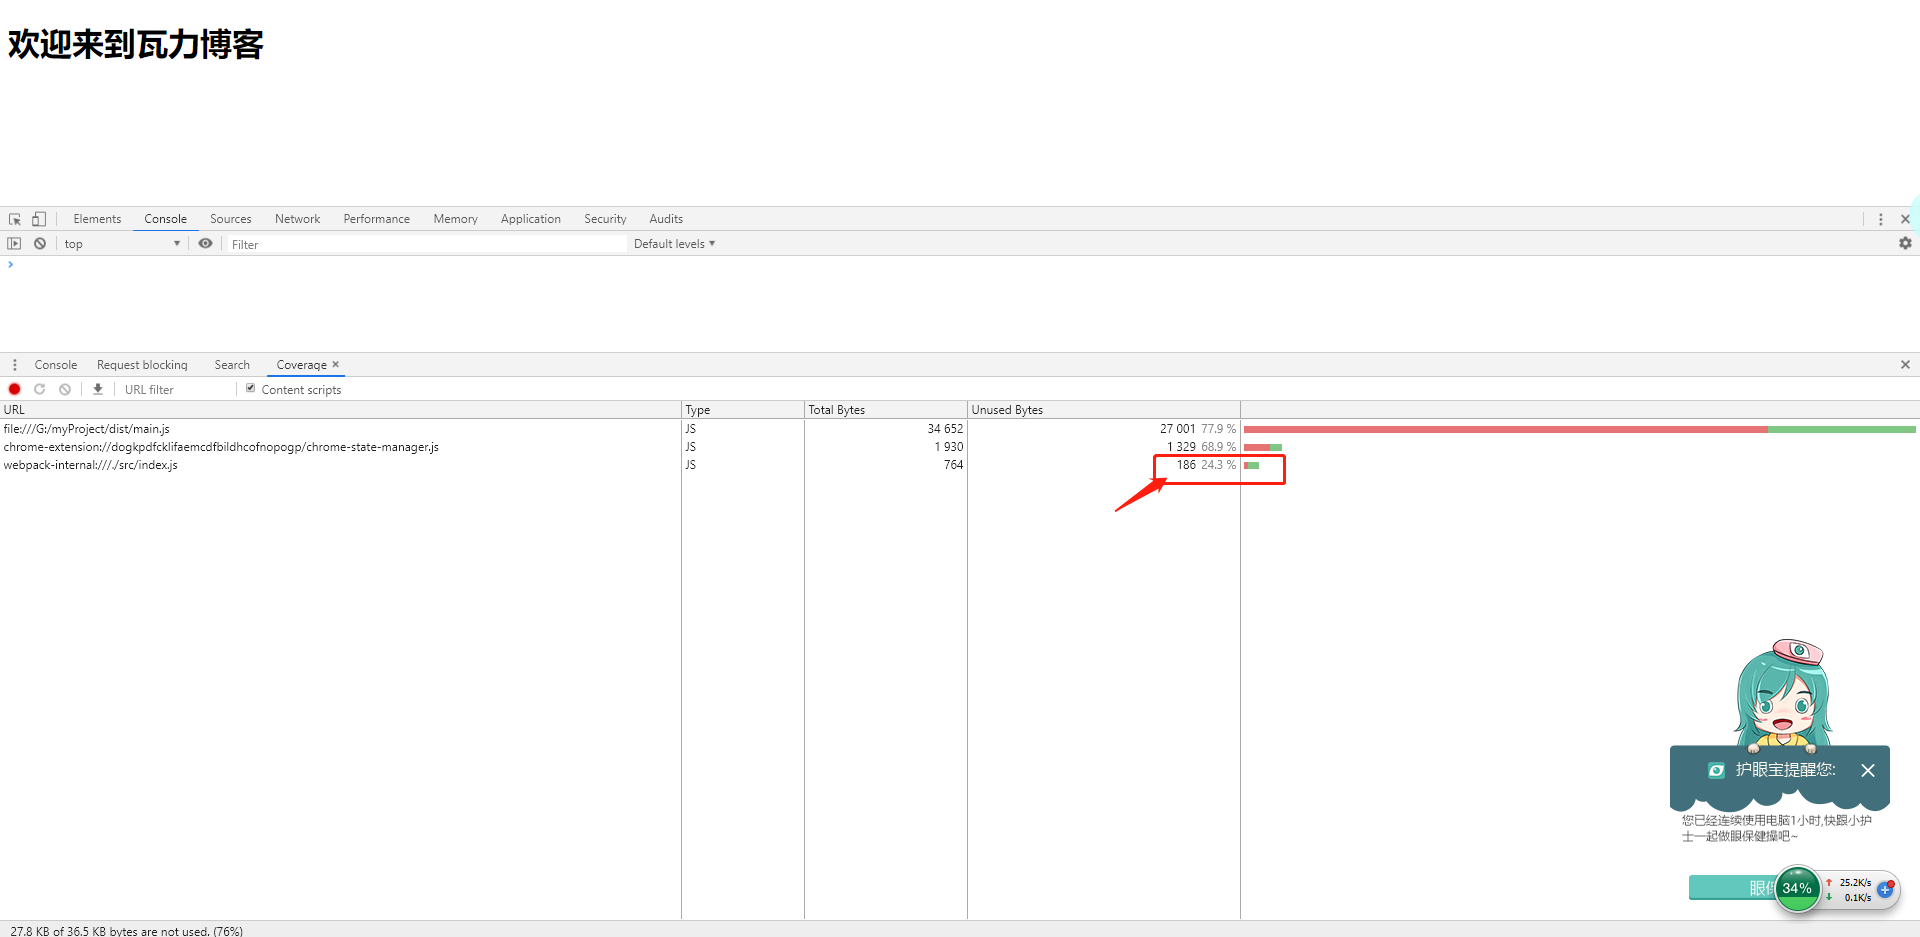 欢迎来到瓦力博客
Elements Console Sources Network Performance Memory Application Security Audits
top Filter Default levels
Console Request blocking Search Coverage
URL filter Content scripts
URL Type Total Bytes Unused Bytes
file:///G:/myProject/dist/main.js JS 34 652 27 001 77.9 %
chrome-extension://dogkpdfcklifaemcdfbildhcofnopogp/chrome-state-manager.js JS 1 930 1 329 68.9 %
webpack-internal:///./src/index.js JS 764 186 24.3 %
护眼宝提醒您:
您已经连续使用电脑1小时,快跟小护
士一起做眼保健操吧~
眼保
34%
25.2K/s
0.1K/s
27.8 KB of 36.5 KB bytes are not used. (76%)